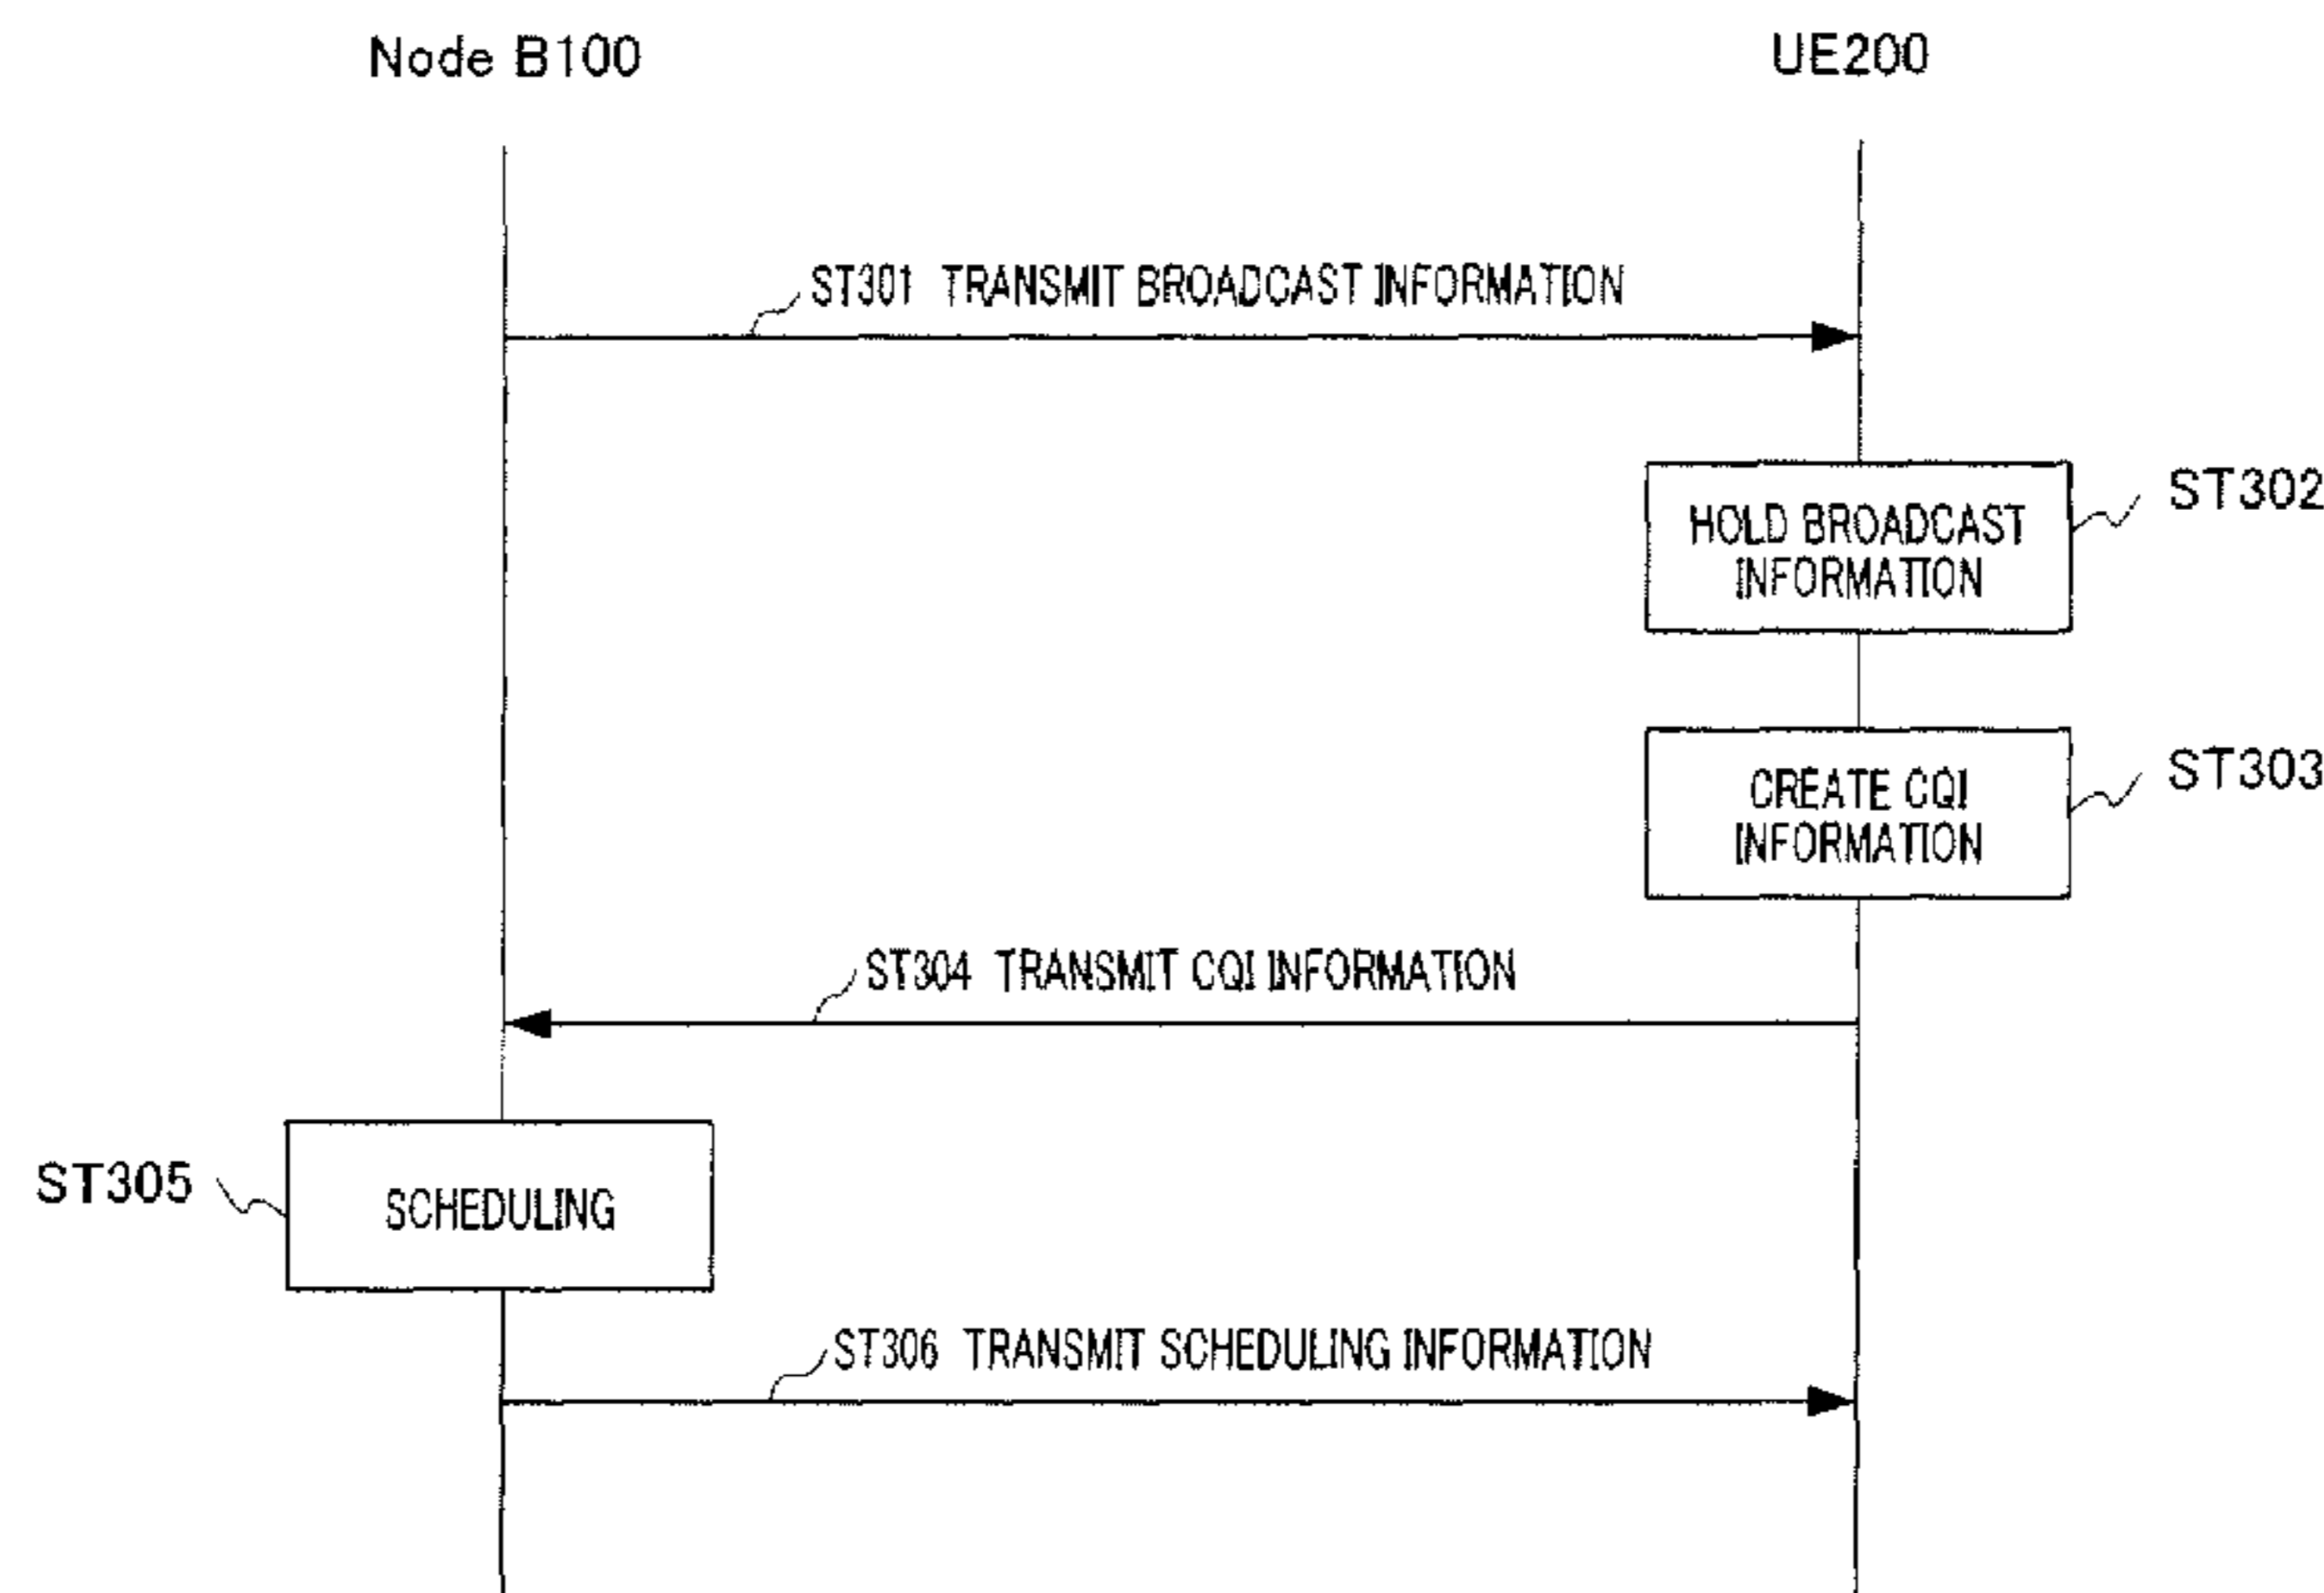 Node B100
UE200
ST301 TRANSMIT BROADCAST INFORMATION
ST302
HOLD BROADCAST
INFORMATION
ST303
CREATE CQI
INFORMATION
ST304 TRANSMIT CQI INFORMATION
ST305
SCHEDULING
ST306 TRANSMIT SCHEDULING INFORMATION